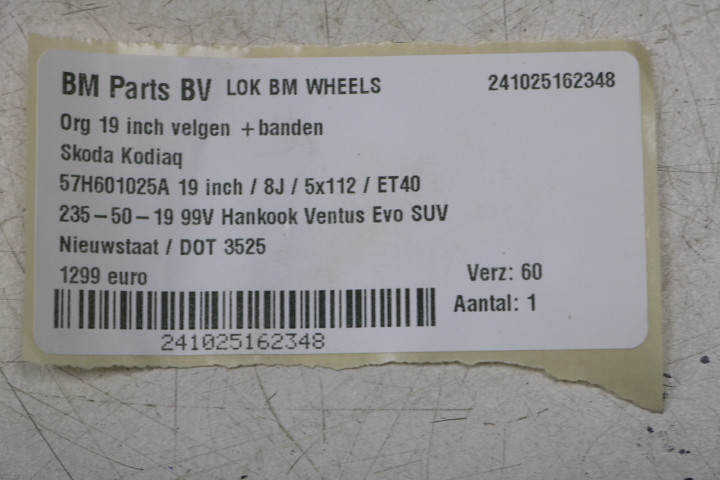 BM Parts BV LOK BM WHEELS 241025162348
Org 19 inch velgen + banden
Skoda Kodiaq
57H601025A 19 inch / 8J / 5x112 / ET40
235-50-19 99V Hankook Ventus Evo SUV
Nieuwstaat / DOT 3525
1299 euro Verz: 60
Aantal: 1
241025162348